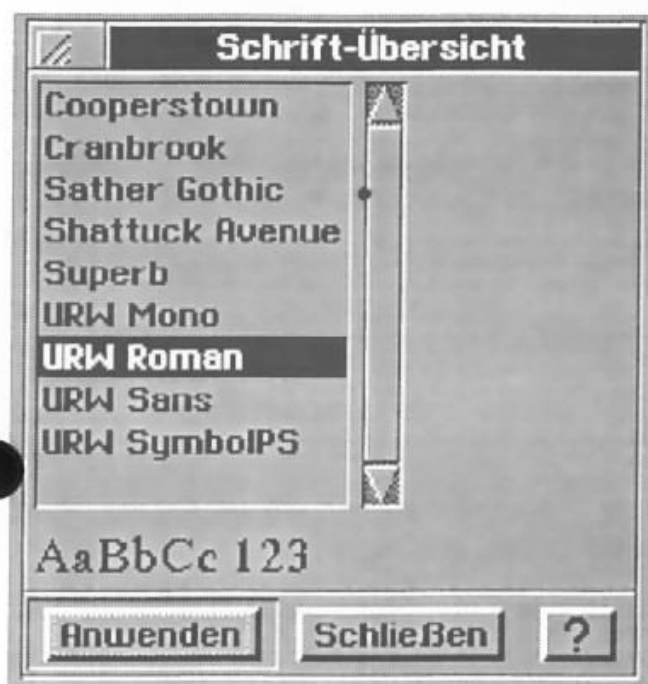 Schrift-Übersicht
Cooperstown
Cranbrook
Sather Gothic
Shattuck Avenue
Superb
URW Mono
URW Roman
URW Sans
URW SymbolPS
AaBbCc 123
Anwenden Schließen ?